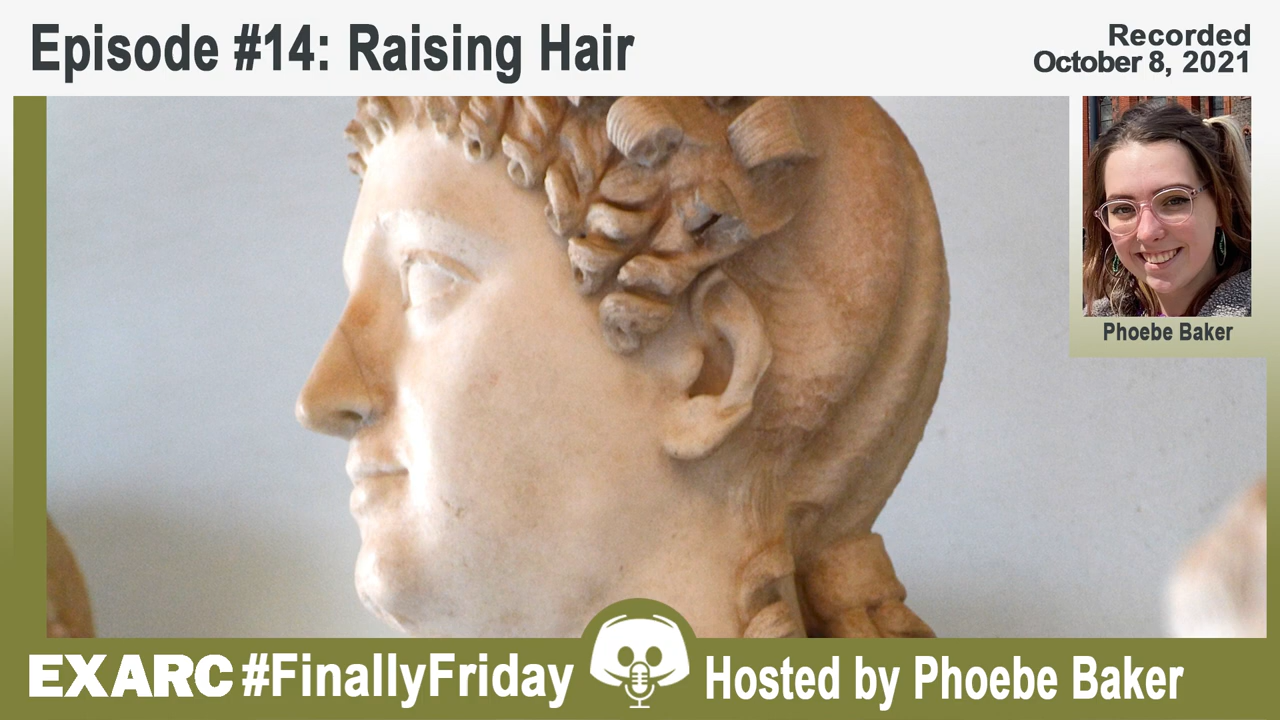 Episode #14: Raising Hair
Recorded
October 8, 2021
Phoebe Baker
EXARC #FinallyFriday
Hosted by Phoebe Baker